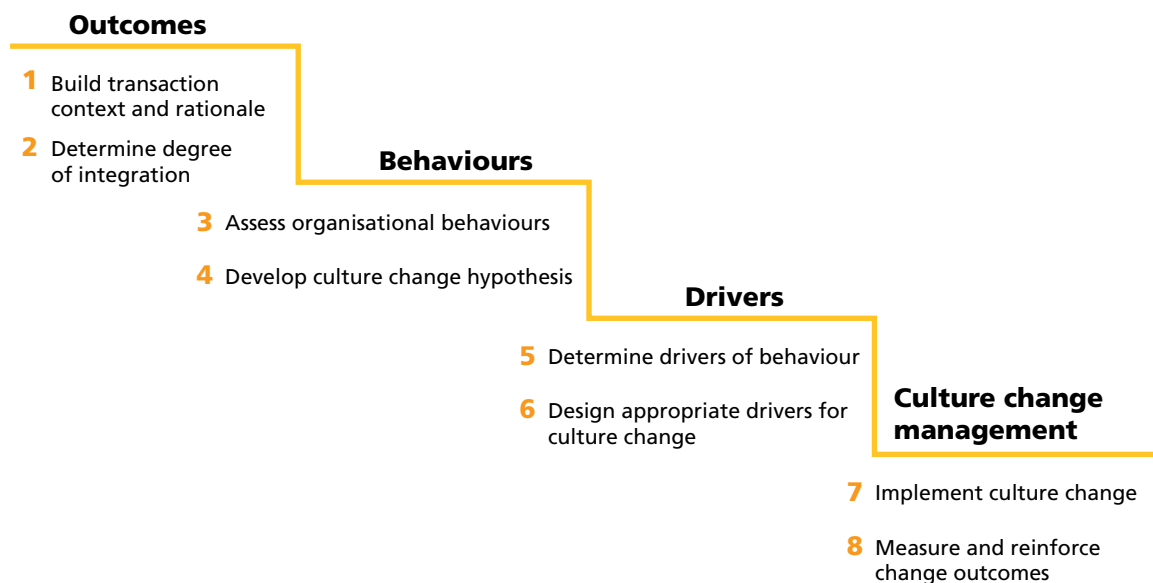 Outcomes
1 Build transaction
context and rationale
2 Determine degree
of integration
Behaviours
3 Assess organisational behaviours
4 Develop culture change hypothesis
Drivers
5 Determine drivers of behaviour
6 Design appropriate drivers for
culture change
Culture change
management
7 Implement culture change
8 Measure and reinforce
change outcomes